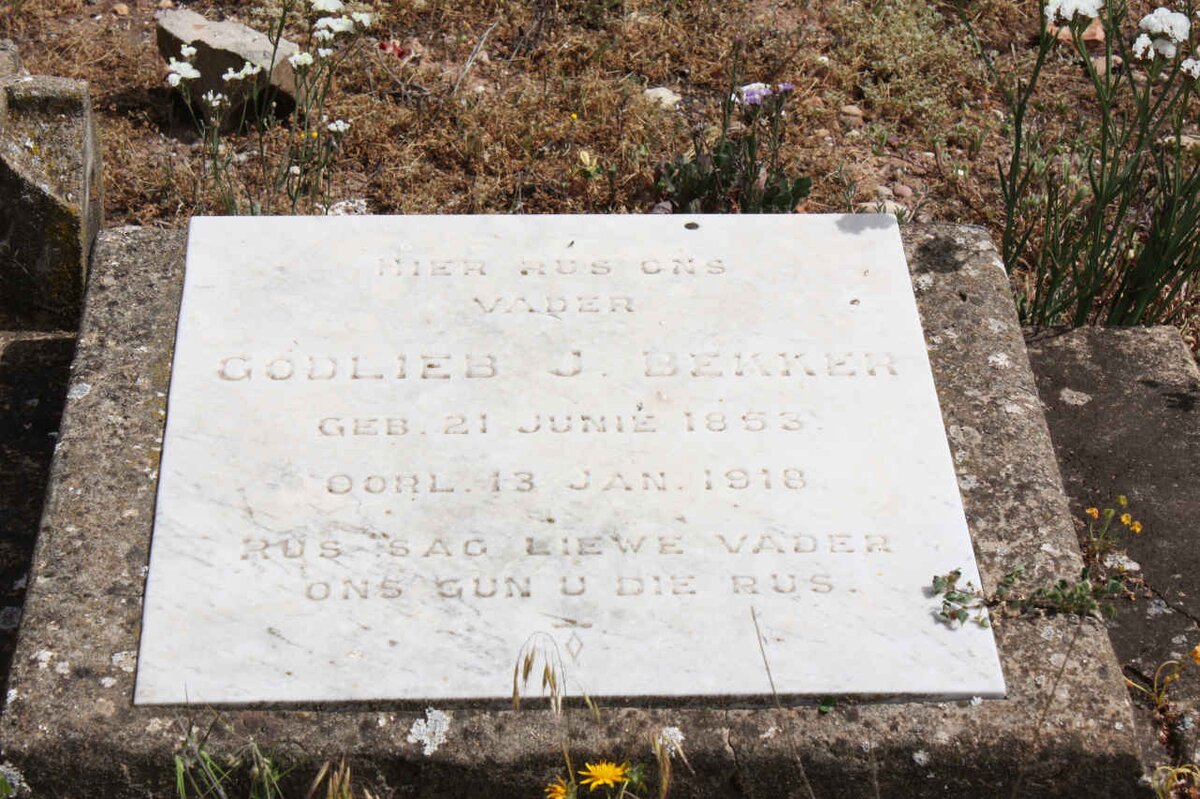 HIER RUS ONS
VADER
GODLIEB J. BEKKER
GEB. 21 JUNIE 1853.
OORL. 13 JAN. 1918
RUS SAG LIEWE VADER
ONS GUN U DIE RUS.